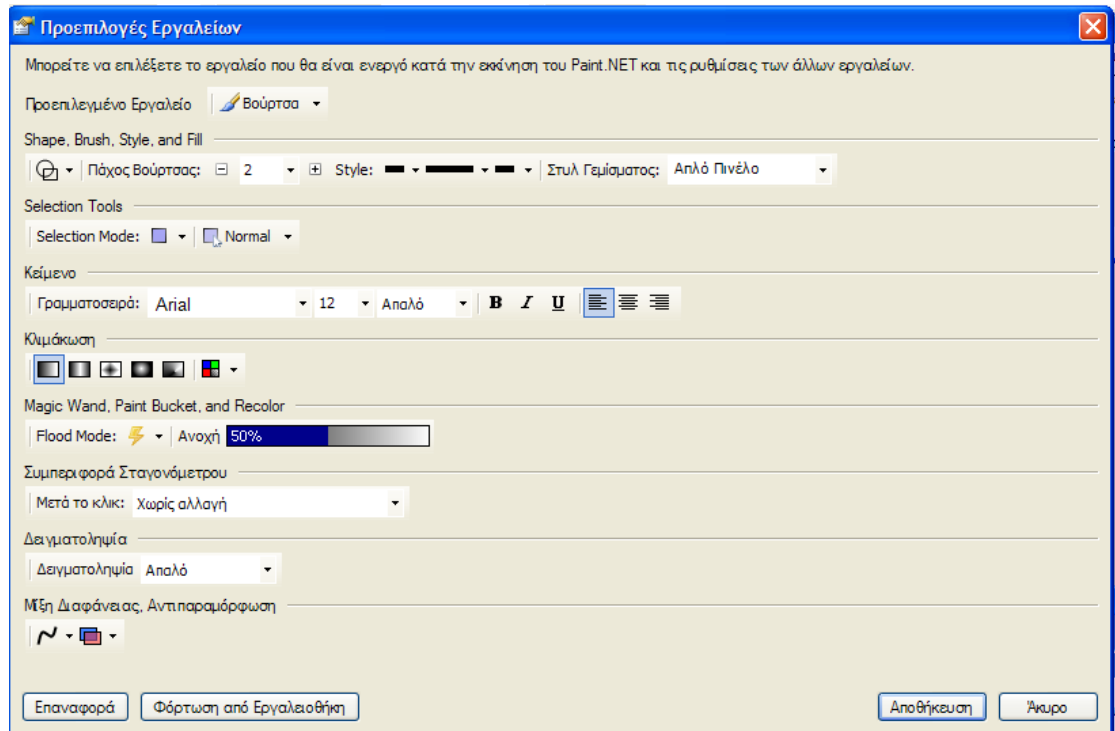 Προεπιλογές Εργαλείων
Μπορείτε να επιλέξετε το εργαλείο που θα είναι ενεργό κατά την εκκίνηση του Paint.NET και τις ρυθμίσεις των άλλων εργαλείων.
Προεπιλεγμένο Εργαλείο Βούρτσα
Shape, Brush, Style, and Fill
Πάχος Βούρτσας: 2 Style: Στυλ Γεμίσματος: Απλό Πινέλο
Selection Tools
Selection Mode: Normal
Κείμενο
Γραμματοσειρά: Arial 12 Απαλό B I U
Κλιμάκωση
Magic Wand, Paint Bucket, and Recolor
Flood Mode: Ανοχή 50%
Συμπεριφορά Σταγονόμετρου
Μετά το κλικ: Χωρίς αλλαγή
Δειγματοληψία
Δειγματοληψία Απαλό
Μίξη Διαφάνειας, Αντιπαραμόρφωση
Επαναφορά Φόρτωση από Εργαλειοθήκη Αποθήκευση Άκυρο